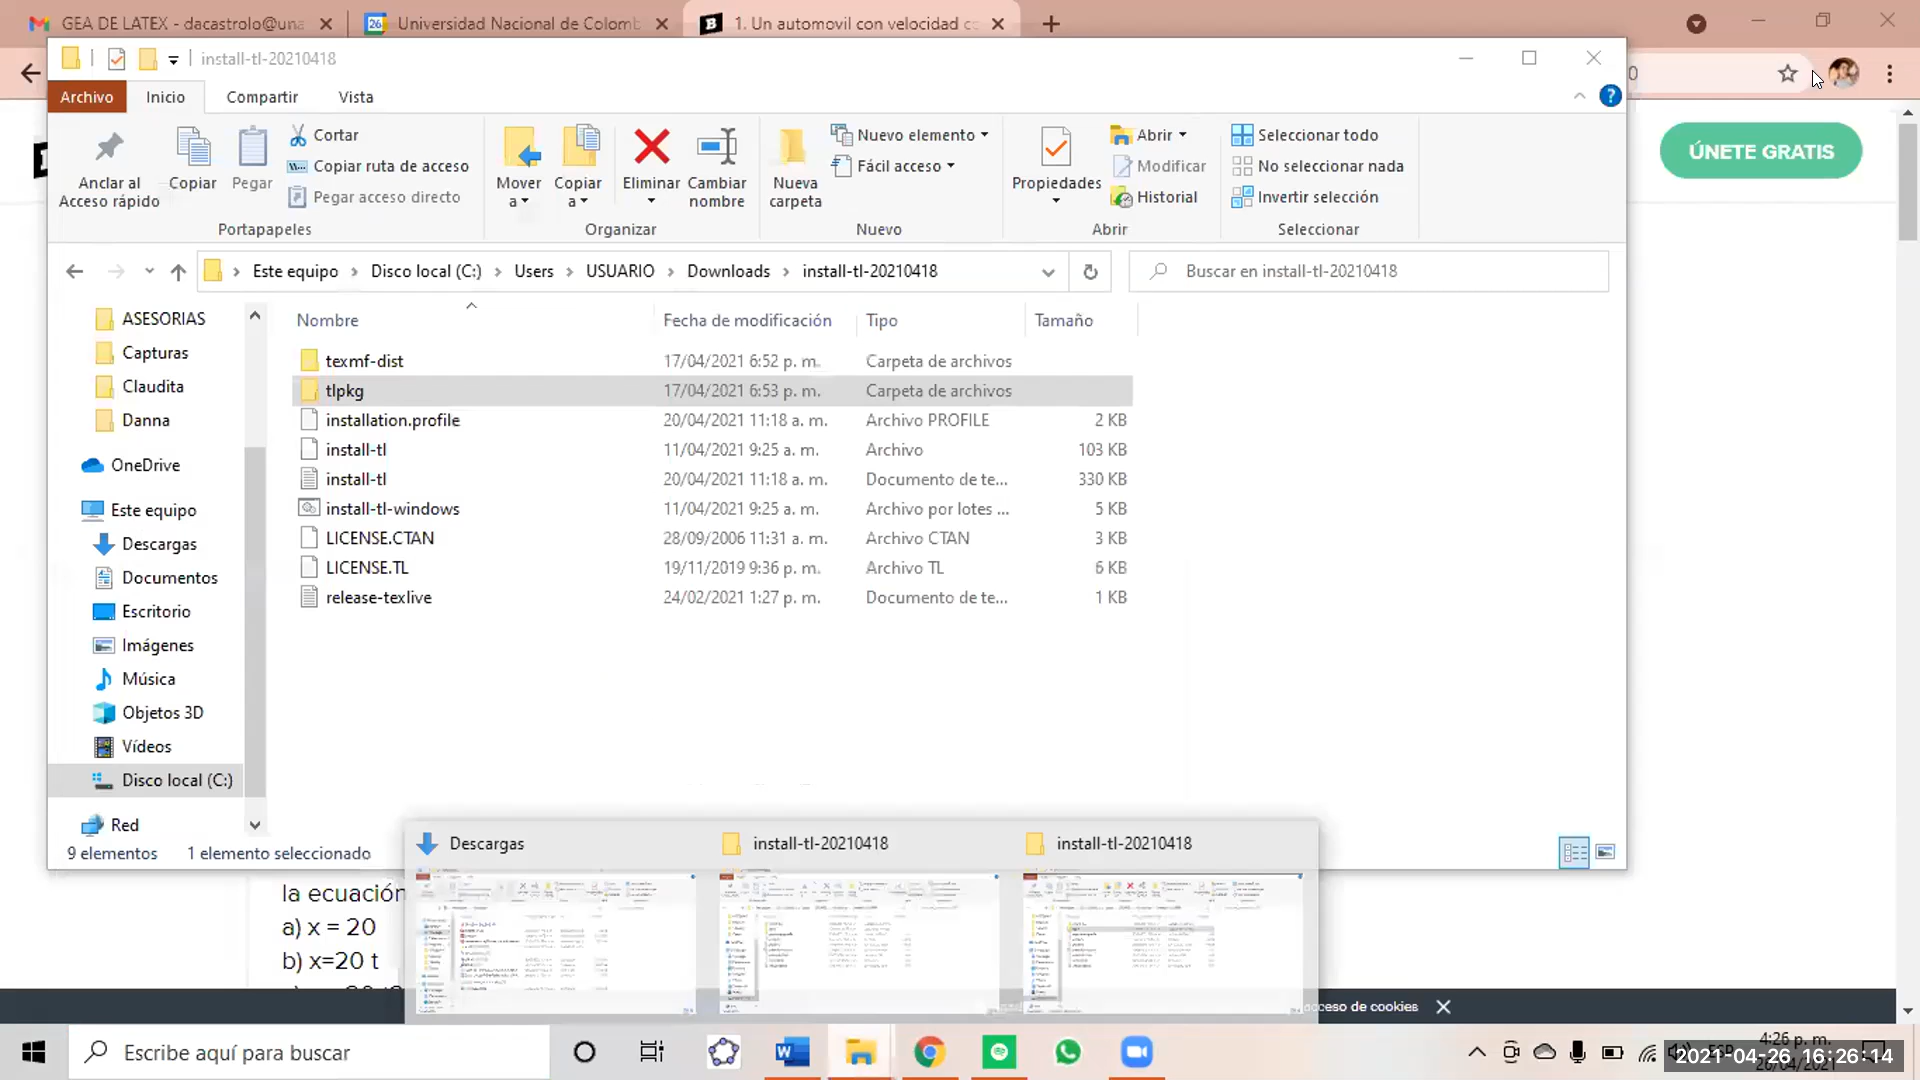 GEA DE LATEX - dacastrolo@una
Universidad Nacional de Colomb
1. Un automovil con velocidad co
install-tl-20210418
Archivo
Inicio
Compartir
Vista
ÚNETE GRATIS
Anclar al
Acceso rápido
Copiar
Pegar
Cortar
Copiar ruta de acceso
Pegar acceso directo
Portapapeles
Mover
a
Copiar
a
Eliminar
Cambiar
nombre
Organizar
Nueva
carpeta
Nuevo elemento
Fácil acceso
Nuevo
Propiedades
Abrir
Modificar
Historial
Abrir
Seleccionar todo
No seleccionar nada
Invertir selección
Seleccionar
Este equipo > Disco local (C:) > Users > USUARIO > Downloads > install-tl-20210418
Buscar en install-tl-20210418
ASESORIAS
Capturas
Claudita
Danna
OneDrive
Este equipo
Descargas
Documentos
Escritorio
Imágenes
Música
Objetos 3D
Vídeos
Disco local (C:)
Red
Nombre Fecha de modificación Tipo Tamaño
texmf-dist 17/04/2021 6:52 p. m. Carpeta de archivos
tlpkg 17/04/2021 6:53 p. m. Carpeta de archivos
installation.profile 20/04/2021 11:18 a. m. Archivo PROFILE 2 KB
install-tl 11/04/2021 9:25 a. m. Archivo 103 KB
install-tl 20/04/2021 11:18 a. m. Documento de te... 330 KB
install-tl-windows 11/04/2021 9:25 a. m. Archivo por lotes ... 5 KB
LICENSE.CTAN 28/09/2006 11:31 a. m. Archivo CTAN 3 KB
LICENSE.TL 19/11/2019 9:36 p. m. Archivo TL 6 KB
release-texlive 24/02/2021 1:27 p. m. Documento de te... 1 KB
9 elementos 1 elemento seleccionado
Descargas
install-tl-20210418
install-tl-20210418
la ecuación
a) x = 20
b) x=20 t
acceso de cookies
Escribe aquí para buscar
ESP
4:26 p. m.
26/04/2021
2021-04-26 16:26:14